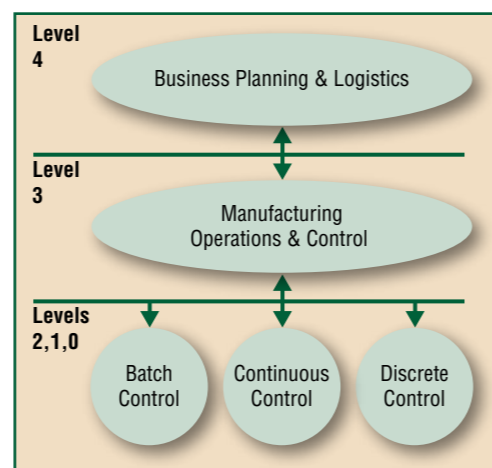 Level
4
Business Planning & Logistics
Level
3
Manufacturing
Operations & Control
Levels
2,1,0
Batch
Control
Continuous
Control
Discrete
Control